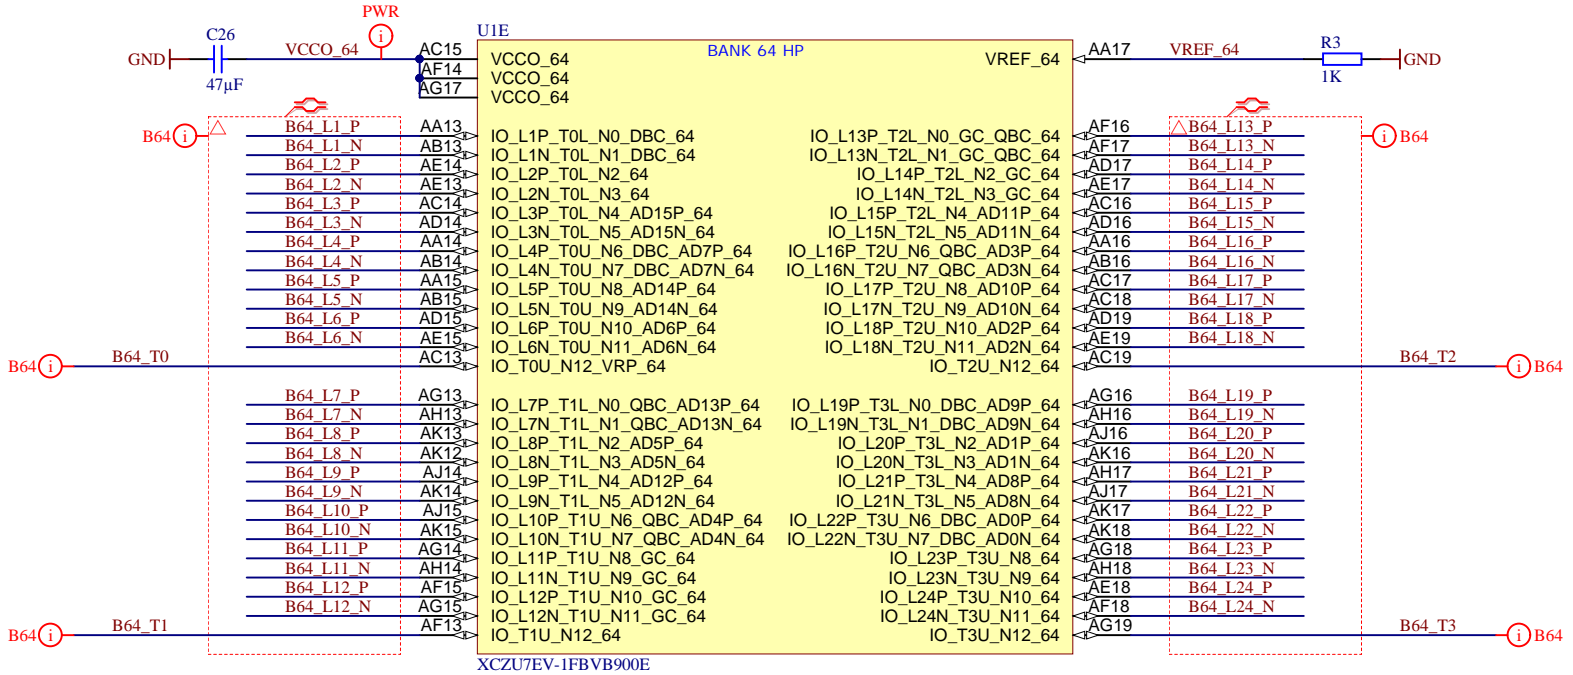 PWR
U1E
C26
VCCO_64
AC15
BANK 64 HP
AA17
VREF_64
R3
GND
VCCO_64
VREF_64
GND
AF14
VCCO_64
47µF
1K
AG17
VCCO_64
B64 i
B64_L1_P AA13 IO_L1P_T0L_N0_DBC_64 IO_L13P_T2L_N0_GC_QBC_64 AF16 B64_L13_P
i B64
B64_L1_N AB13 IO_L1N_T0L_N1_DBC_64 IO_L13N_T2L_N1_GC_QBC_64 AF17 B64_L13_N
B64_L2_P AE14 IO_L2P_T0L_N2_64 IO_L14P_T2L_N2_GC_64 AD17 B64_L14_P
B64_L2_N AE13 IO_L2N_T0L_N3_64 IO_L14N_T2L_N3_GC_64 AE17 B64_L14_N
B64_L3_P AC14 IO_L3P_T0L_N4_AD15P_64 IO_L15P_T2L_N4_AD11P_64 AC16 B64_L15_P
B64_L3_N AD14 IO_L3N_T0L_N5_AD15N_64 IO_L15N_T2L_N5_AD11N_64 AD16 B64_L15_N
B64_L4_P AA14 IO_L4P_T0U_N6_DBC_AD7P_64 IO_L16P_T2U_N6_QBC_AD3P_64 AA16 B64_L16_P
B64_L4_N AB14 IO_L4N_T0U_N7_DBC_AD7N_64 IO_L16N_T2U_N7_QBC_AD3N_64 AB16 B64_L16_N
B64_L5_P AA15 IO_L5P_T0U_N8_AD14P_64 IO_L17P_T2U_N8_AD10P_64 AC17 B64_L17_P
B64_L5_N AB15 IO_L5N_T0U_N9_AD14N_64 IO_L17N_T2U_N9_AD10N_64 AC18 B64_L17_N
B64_L6_P AD15 IO_L6P_T0U_N10_AD6P_64 IO_L18P_T2U_N10_AD2P_64 AD19 B64_L18_P
B64_L6_N AE15 IO_L6N_T0U_N11_AD6N_64 IO_L18N_T2U_N11_AD2N_64 AE19 B64_L18_N
B64 i B64_T0 AC13 IO_T0U_N12_VRP_64 IO_T2U_N12_64 AC19 B64_T2 i B64
B64_L7_P AG13 IO_L7P_T1L_N0_QBC_AD13P_64 IO_L19P_T3L_N0_DBC_AD9P_64 AG16 B64_L19_P
B64_L7_N AH13 IO_L7N_T1L_N1_QBC_AD13N_64 IO_L19N_T3L_N1_DBC_AD9N_64 AH16 B64_L19_N
B64_L8_P AK13 IO_L8P_T1L_N2_AD5P_64 IO_L20P_T3L_N2_AD1P_64 AJ16 B64_L20_P
B64_L8_N AK12 IO_L8N_T1L_N3_AD5N_64 IO_L20N_T3L_N3_AD1N_64 AK16 B64_L20_N
B64_L9_P AJ14 IO_L9P_T1L_N4_AD12P_64 IO_L21P_T3L_N4_AD8P_64 AH17 B64_L21_P
B64_L9_N AK14 IO_L9N_T1L_N5_AD12N_64 IO_L21N_T3L_N5_AD8N_64 AJ17 B64_L21_N
B64_L10_P AJ15 IO_L10P_T1U_N6_QBC_AD4P_64 IO_L22P_T3U_N6_DBC_AD0P_64 AK17 B64_L22_P
B64_L10_N AK15 IO_L10N_T1U_N7_QBC_AD4N_64 IO_L22N_T3U_N7_DBC_AD0N_64 AK18 B64_L22_N
B64_L11_P AG14 IO_L11P_T1U_N8_GC_64 IO_L23P_T3U_N8_64 AG18 B64_L23_P
B64_L11_N AH14 IO_L11N_T1U_N9_GC_64 IO_L23N_T3U_N9_64 AH18 B64_L23_N
B64_L12_P AF15 IO_L12P_T1U_N10_GC_64 IO_L24P_T3U_N10_64 AE18 B64_L24_P
B64_L12_N AG15 IO_L12N_T1U_N11_GC_64 IO_L24N_T3U_N11_64 AF18 B64_L24_N
B64 i B64_T1 AF13 IO_T1U_N12_64 IO_T3U_N12_64 AG19 B64_T3 i B64
XCZU7EV-1FBVB900E